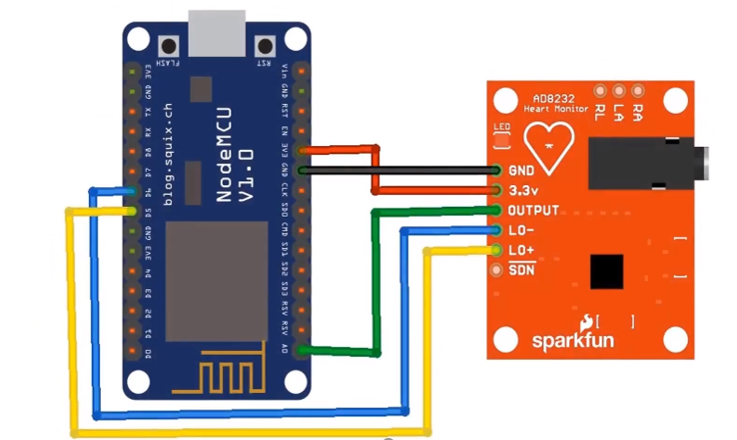 FLASH
RST
3V3
GND
TX
RX
D8
D7
D6
D5
GND
3V3
D4
D3
D2
D1
D0
blog.squix.ch
NodeMCU
V1.0
Vin
GND
RST
EN
3V3
GND
CLK
SD0
CMD
SD1
SD2
SD3
RSV
RSV
A0
AD8232
Heart Monitor
RL
LA
RA
LED
GND
3.3v
OUTPUT
LO-
LO+
SDN
sparkfun